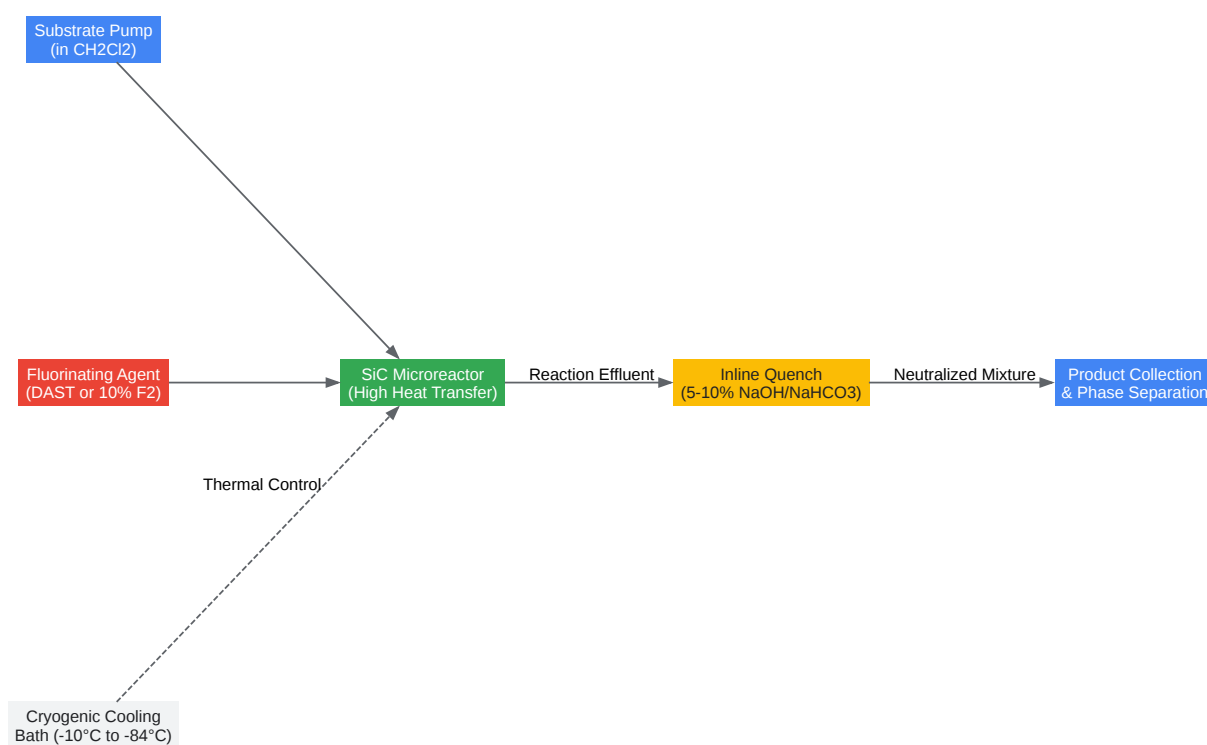 Substrate Pump
(in CH2Cl2)
Fluorinating Agent
(DAST or 10% F2)
SiC Microreactor
(High Heat Transfer)
Reaction Effluent
Inline Quench
(5-10% NaOH/NaHCO3)
Neutralized Mixture
Product Collection
& Phase Separation
Thermal Control
Cryogenic Cooling
Bath (-10°C to -84°C)